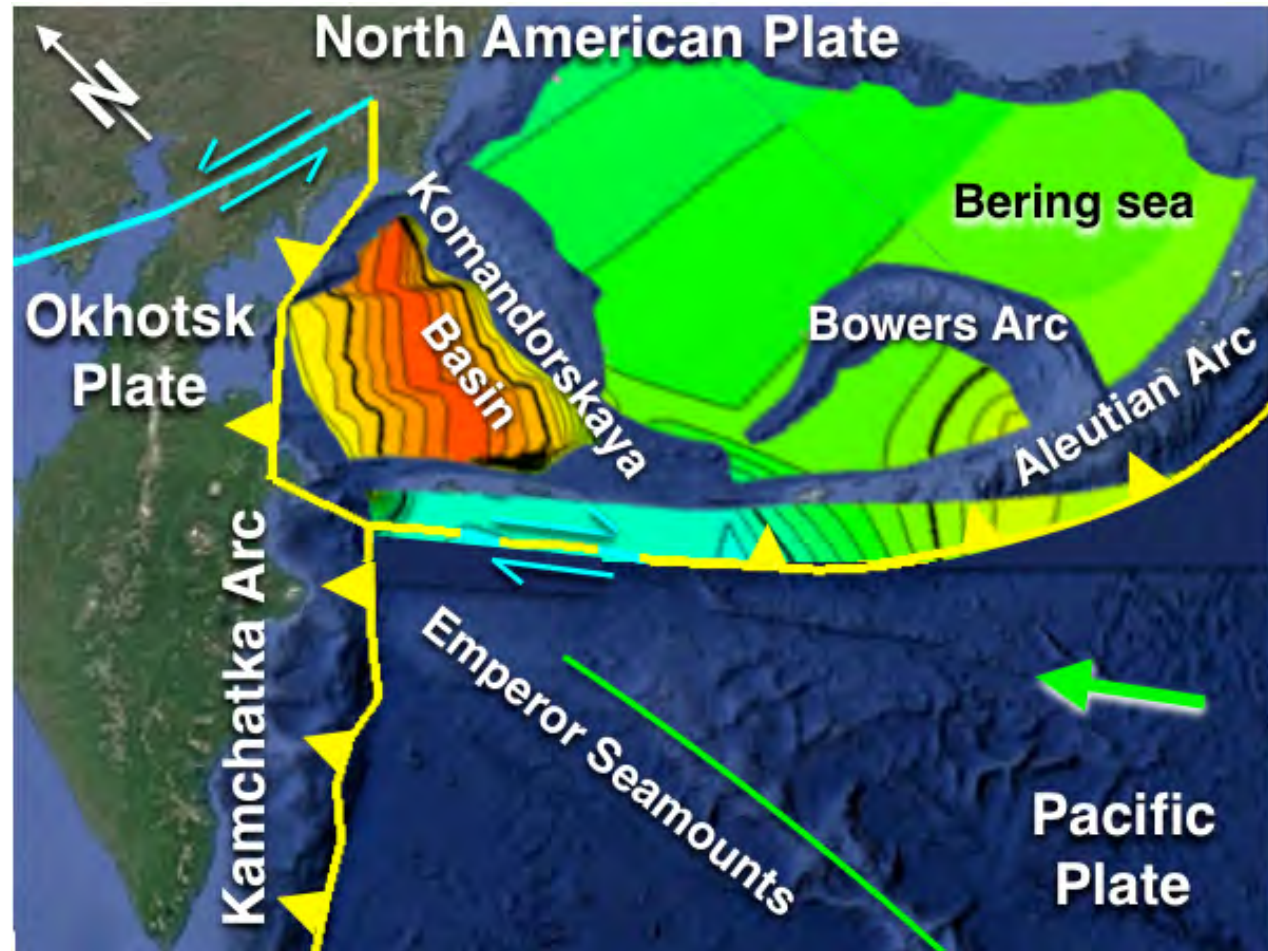 North American Plate
N
Komandorskaya
Basin
Bering sea
Okhotsk
Plate
Bowers Arc
Aleutian Arc
Kamchatka Arc
Emperor Seamounts
Pacific
Plate